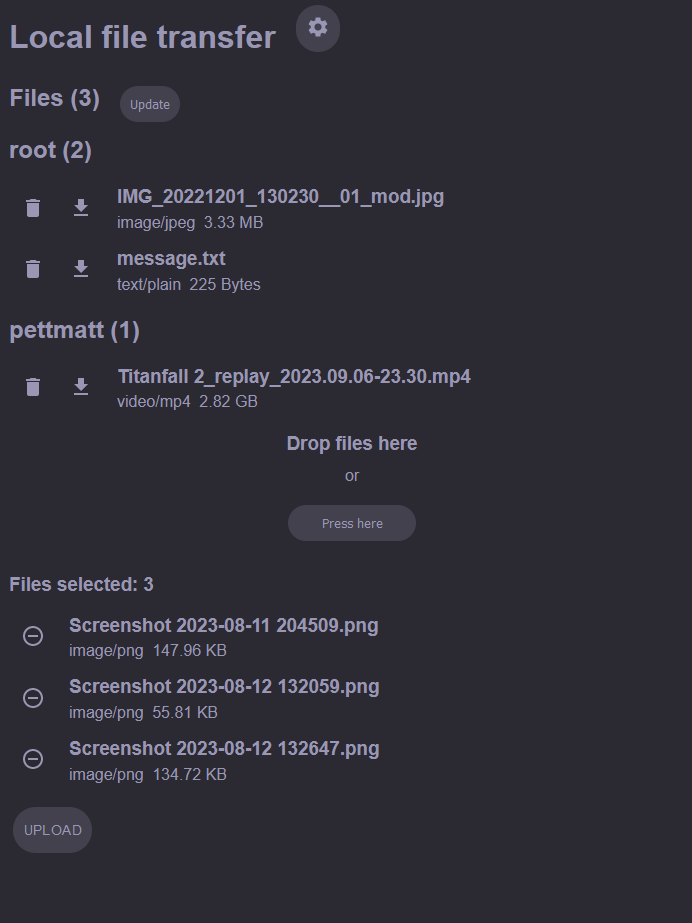 Local file transfer
Files (3) Update
root (2)
IMG_20221201_130230__01_mod.jpg
image/jpeg 3.33 MB
message.txt
text/plain 225 Bytes
pettmatt (1)
Titanfall 2_replay_2023.09.06-23.30.mp4
video/mp4 2.82 GB
Drop files here
or
Press here
Files selected: 3
Screenshot 2023-08-11 204509.png
image/png 147.96 KB
Screenshot 2023-08-12 132059.png
image/png 55.81 KB
Screenshot 2023-08-12 132647.png
image/png 134.72 KB
UPLOAD